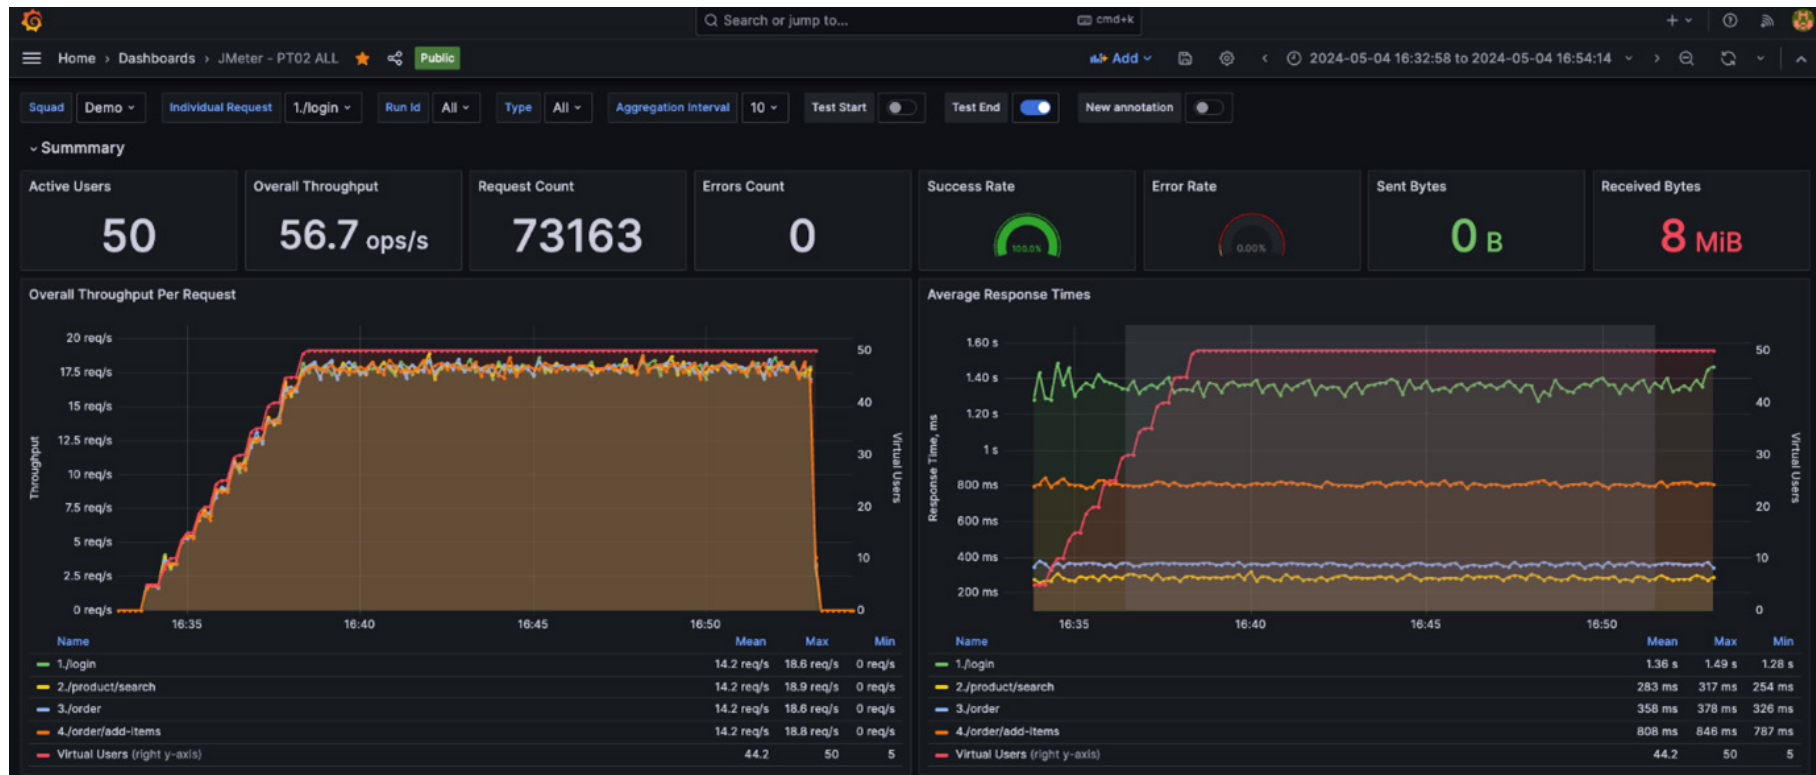 Search or jump to... cmd+k
Home › Dashboards › JMeter - PT02 ALL Public Add 2024-05-04 16:32:58 to 2024-05-04 16:54:14
Squad Demo Individual Request 1./login Run Id All Type All Aggregation Interval 10 Test Start Test End New annotation
Summmary
Active Users Overall Throughput Request Count Errors Count Success Rate Error Rate Sent Bytes Received Bytes
50 56.7 ops/s 73163 0 100.0% 0.00% 0 B 8 MiB
Overall Throughput Per Request
20 req/s
17.5 req/s
15 req/s
12.5 req/s
10 req/s
7.5 req/s
5 req/s
2.5 req/s
0 req/s
Throughput
50
40
30
20
10
0
Virtual Users
16:35 16:40 16:45 16:50
Name Mean Max Min
1./login 14.2 req/s 18.6 req/s 0 req/s
2./product/search 14.2 req/s 18.9 req/s 0 req/s
3./order 14.2 req/s 18.6 req/s 0 req/s
4./order/add-items 14.2 req/s 18.8 req/s 0 req/s
Virtual Users (right y-axis) 44.2 50 5
Average Response Times
1.60 s
1.40 s
1.20 s
1 s
800 ms
600 ms
400 ms
200 ms
Response Time, ms
50
40
30
20
10
0
Virtual Users
16:35 16:40 16:45 16:50
Name Mean Max Min
1./login 1.36 s 1.49 s 1.28 s
2./product/search 283 ms 317 ms 254 ms
3./order 358 ms 378 ms 326 ms
4./order/add-items 808 ms 846 ms 787 ms
Virtual Users (right y-axis) 44.2 50 5